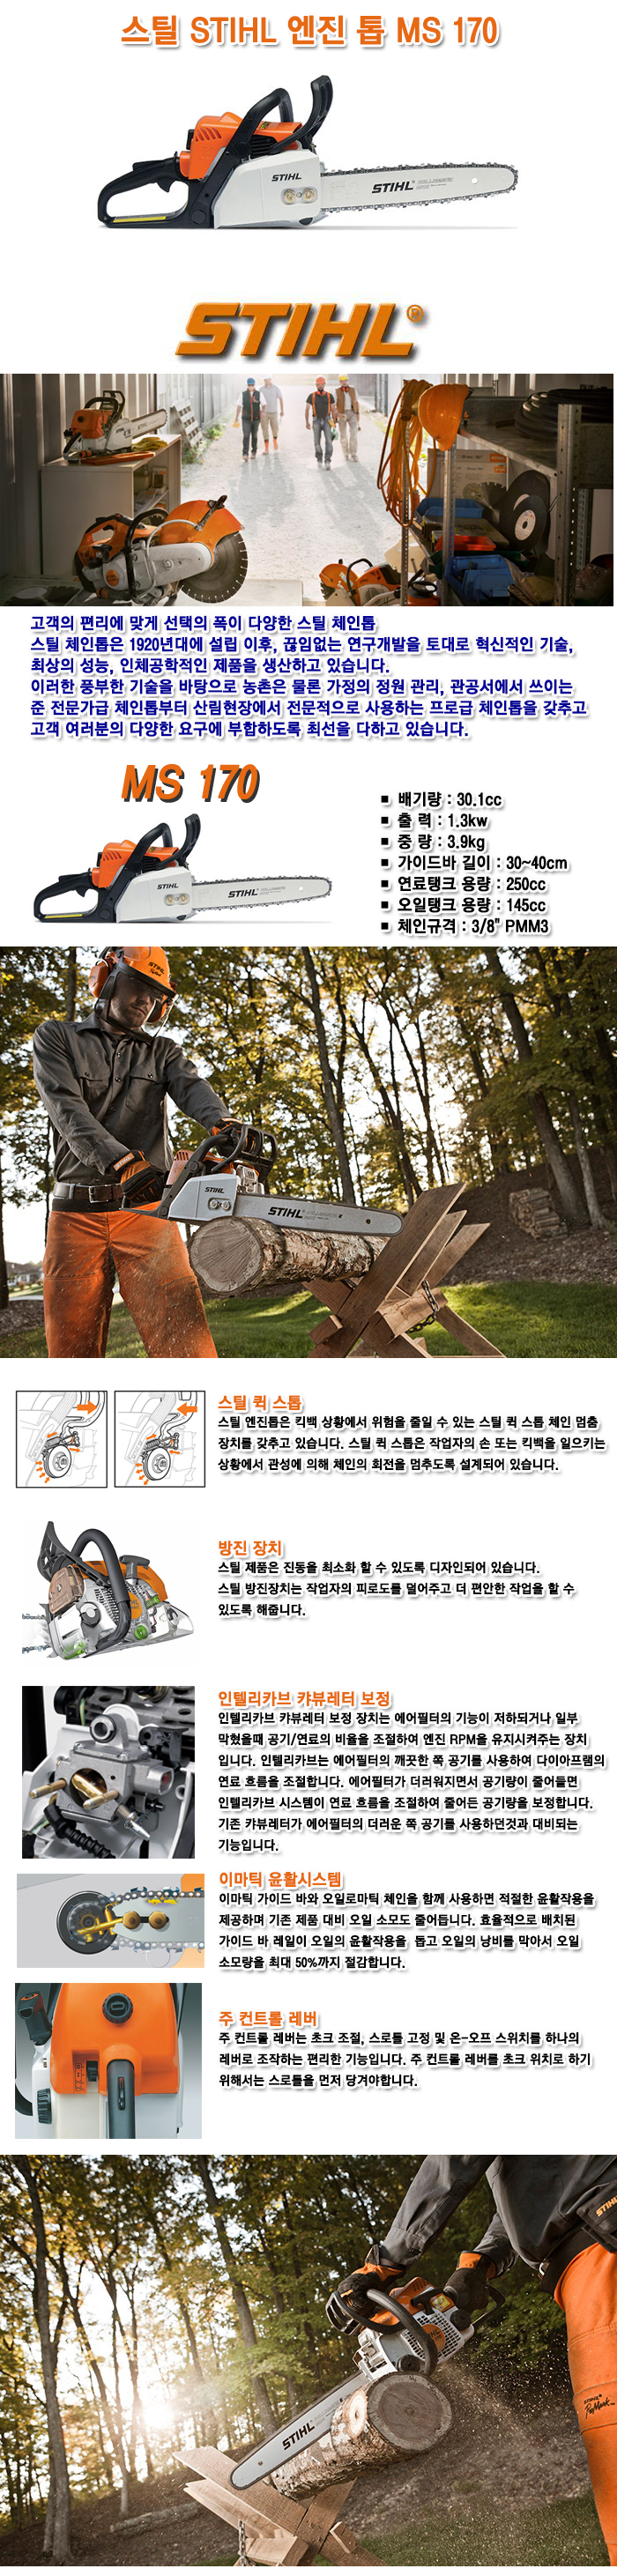 스틸 STIHL 엔진 톱 MS 170
STIHL
STIHL®
STIHL®
고객의 편리에 맞게 선택의 폭이 다양한 스틸 체인톱
스틸 체인톱은 1920년대에 설립 이후, 끊임없는 연구개발을 토대로 혁신적인 기술,
최상의 성능, 인체공학적인 제품을 생산하고 있습니다.
이러한 풍부한 기술을 바탕으로 농촌은 물론 가정의 정원 관리, 관공서에서 쓰이는
준 전문가급 체인톱부터 산림현장에서 전문적으로 사용하는 프로급 체인톱을 갖추고
고객 여러분의 다양한 요구에 부합하도록 최선을 다하고 있습니다.
MS 170
STIHL
STIHL
■ 배기량 : 30.1cc
■ 출 력 : 1.3kw
■ 중 량 : 3.9kg
■ 가이드바 길이 : 30~40cm
■ 연료탱크 용량 : 250cc
■ 오일탱크 용량 : 145cc
■ 체인규격 : 3/8" PMM3
STIHL
STIHL
STIHL
스틸 퀵 스톱
스틸 엔진톱은 킥백 상황에서 위험을 줄일 수 있는 스틸 퀵 스톱 체인 멈춤
장치를 갖추고 있습니다. 스틸 퀵 스톱은 작업자의 손 또는 킥백을 일으키는
상황에서 관성에 의해 체인의 회전을 멈추도록 설계되어 있습니다.
방진 장치
스틸 제품은 진동을 최소화 할 수 있도록 디자인되어 있습니다.
스틸 방진장치는 작업자의 피로도를 덜어주고 더 편안한 작업을 할 수
있도록 해줍니다.
인텔리카브 캬뷰레터 보정
인텔리카브 캬뷰레터 보정 장치는 에어필터의 기능이 저하되거나 일부
막혔을때 공기/연료의 비율을 조절하여 엔진 RPM을 유지시켜주는 장치
입니다. 인텔리카브는 에어필터의 깨끗한 쪽 공기를 사용하여 다이아프램의
연료 흐름을 조절합니다. 에어필터가 더러워지면서 공기량이 줄어들면
인텔리카브 시스템이 연료 흐름을 조절하여 줄어든 공기량을 보정합니다.
기존 캬뷰레터가 에어필터의 더러운 쪽 공기를 사용하던것과 대비되는
기능입니다.
이마틱 윤활시스템
이마틱 가이드 바와 오일로마틱 체인을 함께 사용하면 적절한 윤활작용을
제공하며 기존 제품 대비 오일 소모도 줄어듭니다. 효율적으로 배치된
가이드 바 레일이 오일의 윤활작용을 돕고 오일의 낭비를 막아서 오일
소모량을 최대 50%까지 절감합니다.
주 컨트롤 레버
주 컨트롤 레버는 초크 조절, 스로틀 고정 및 온-오프 스위치를 하나의
레버로 조작하는 편리한 기능입니다. 주 컨트롤 레버를 초크 위치로 하기
위해서는 스로틀을 먼저 당겨야합니다.
STIHL
STIHL
STIHL
ProMark